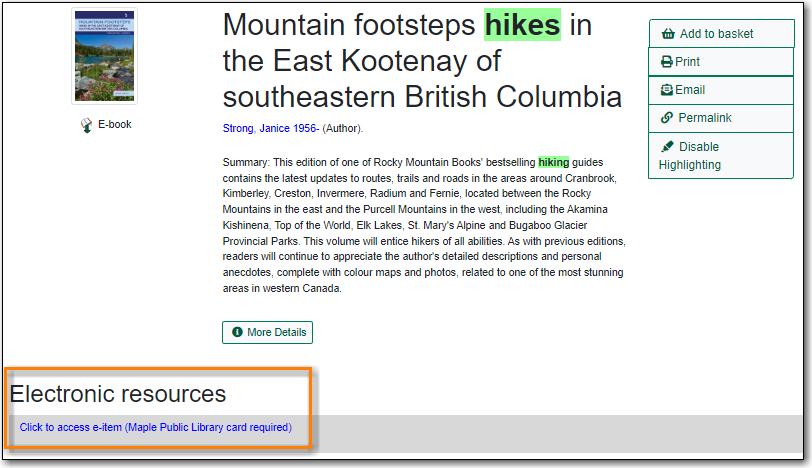 MOUNTAIN FOOTSTEPS
E-book
Mountain footsteps hikes in
the East Kootenay of
southeastern British Columbia
Strong, Janice 1956- (Author).
Summary: This edition of one of Rocky Mountain Books' bestselling hiking guides
contains the latest updates to routes, trails and roads in the areas around Cranbrook,
Kimberley, Creston, Invermere, Radium and Fernie, located between the Rocky
Mountains in the east and the Purcell Mountains in the west, including the Akamina
Kishinena, Top of the World, Elk Lakes, St. Mary's Alpine and Bugaboo Glacier
Provincial Parks. This volume will entice hikers of all abilities. As with previous editions,
readers will continue to appreciate the author's detailed descriptions and personal
anecdotes, complete with colour maps and photos, related to one of the most stunning
areas in western Canada.
More Details
Add to basket
Print
Email
Permalink
Disable
Highlighting
Electronic resources
Click to access e-item (Maple Public Library card required)